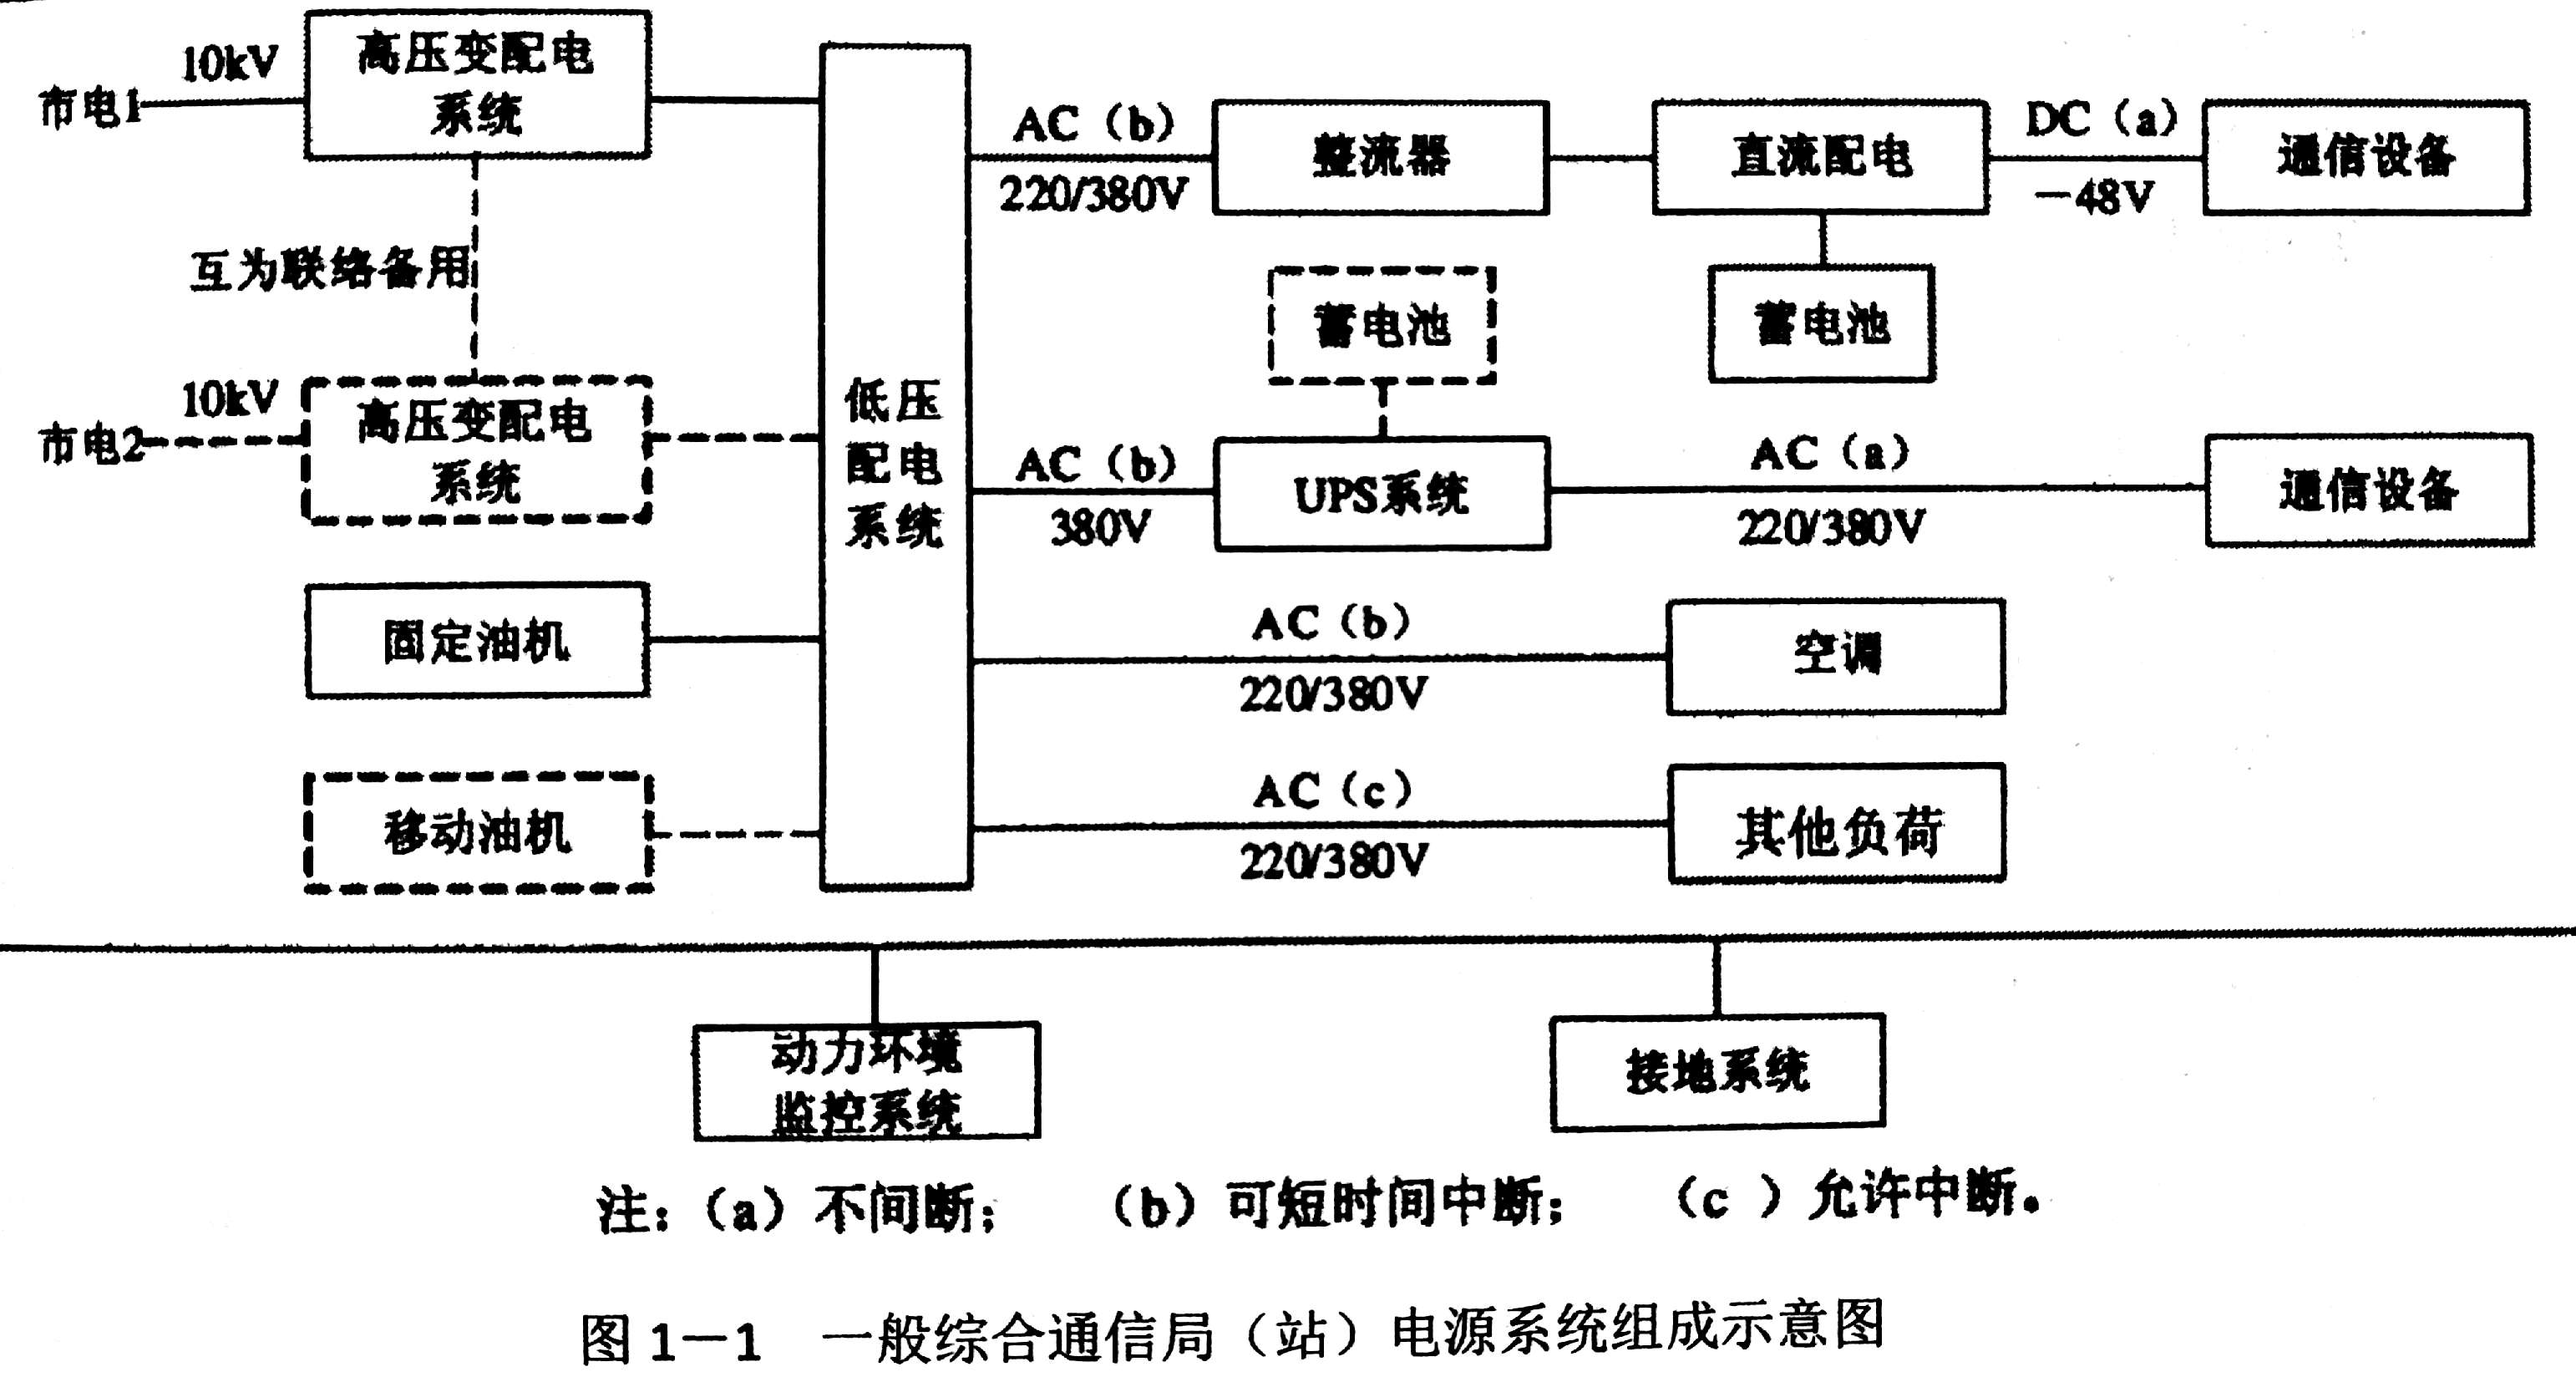 市电1
10kV
高压变配电
系统
互为联络备用
市电2
10kV
高压变配电
系统
固定油机
移动油机
低压
配电
系统
AC（b）
220/380V
整流器
直流配电
DC（a）
－48V
通信设备
蓄电池
蓄电池
AC（b）
380V
UPS系统
AC（a）
220/380V
通信设备
AC（b）
220/380V
空调
AC（c）
220/380V
其他负荷
动力环境
监控系统
接地系统
注：（a）不间断； （b）可短时间中断； （c ）允许中断。
图 1－1 一般综合通信局（站）电源系统组成示意图